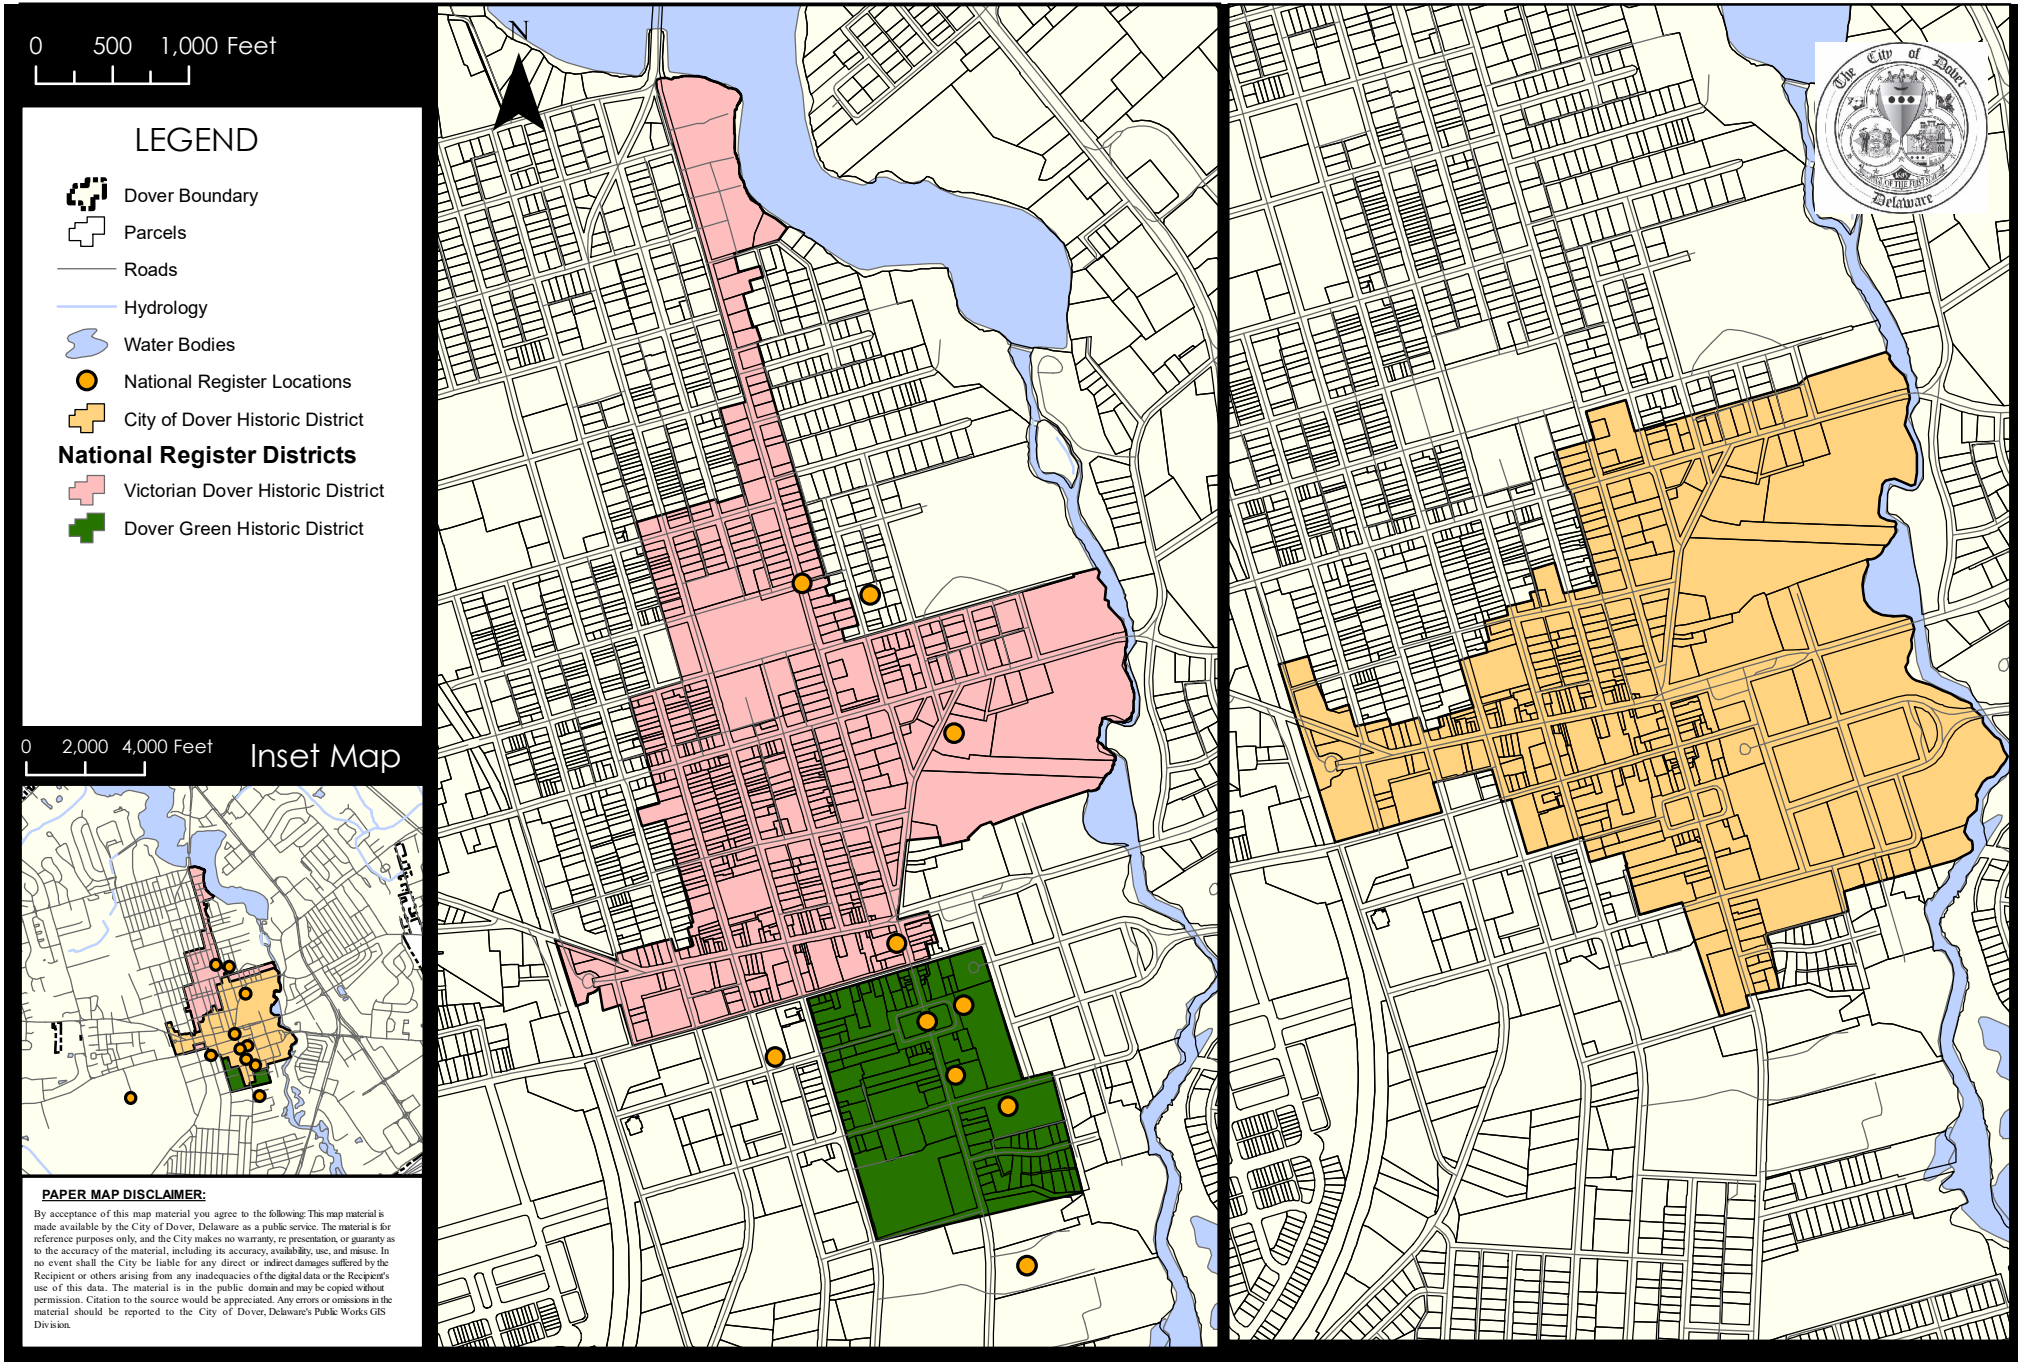 0 500 1,000 Feet
LEGEND
Dover Boundary
Parcels
Roads
Hydrology
Water Bodies
National Register Locations
City of Dover Historic District
National Register Districts
Victorian Dover Historic District
Dover Green Historic District
0 2,000 4,000 Feet
Inset Map
PAPER MAP DISCLAIMER:
By acceptance of this map material you agree to the following: This map material is
made available by the City of Dover, Delaware as a public service. The material is for
reference purposes only, and the City makes no warranty, re presentation, or guaranty as
to the accuracy of the material, including its accuracy, availability, use, and misuse. In
no event shall the City be liable for any direct or indirect damages suffered by the
Recipient or others arising from any inadequacies of the digital data or the Recipient's
use of this data. The material is in the public domain and may be copied without
permission. Citation to the source would be appreciated. Any errors or omissions in the
material should be reported to the City of Dover, Delaware's Public Works GIS
Division.
N
The City of Dover
Delaware